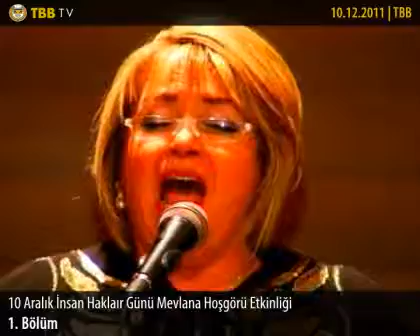 TBB TV
10.12.2011 | TBB
10 Aralık İnsan Haklaır Günü Mevlana Hoşgörü Etkinliği
1. Bölüm